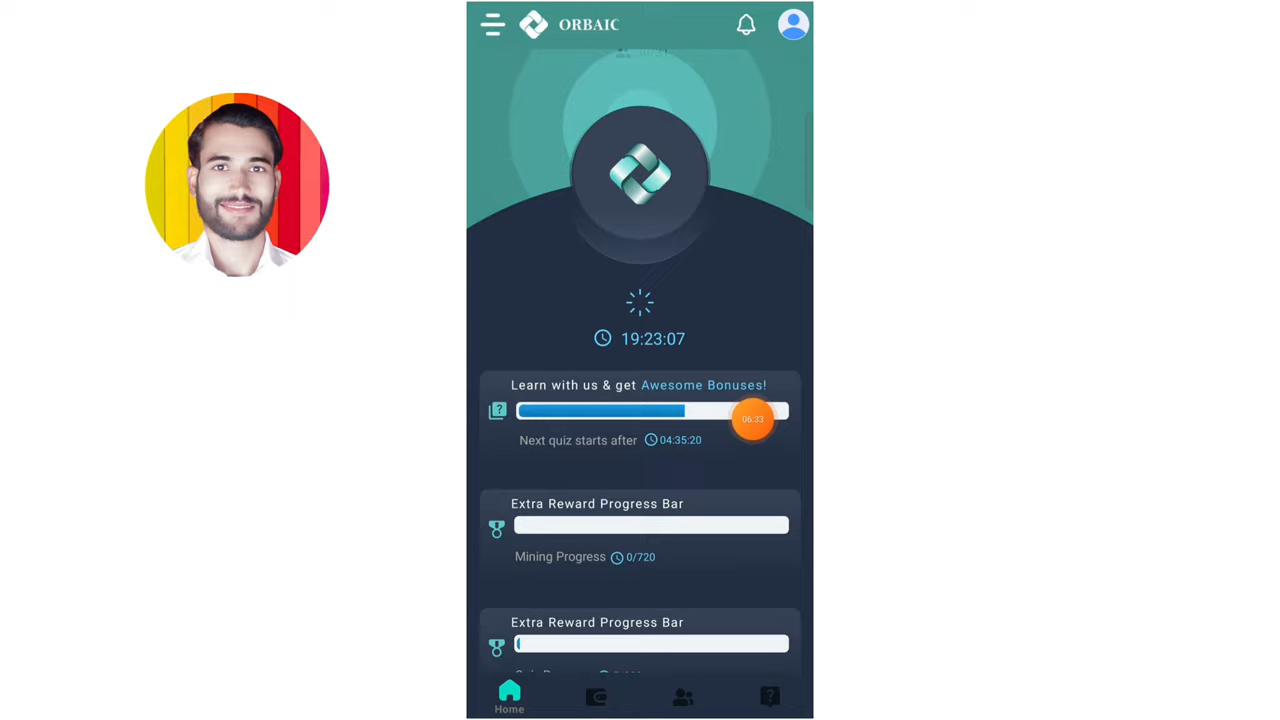 ORBAIC
19:23:07
Learn with us & get Awesome Bonuses!
06:33
Next quiz starts after 04:35:20
Extra Reward Progress Bar
Mining Progress 0/720
Extra Reward Progress Bar
Home